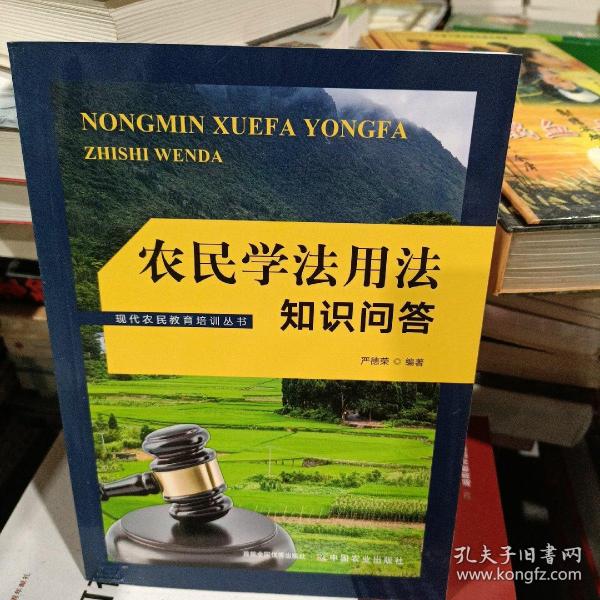 NONGMIN XUEFA YONGFA
ZHISHI WENDA
农民学法用法
现代农民教育培训丛书
知识问答
严德荣 ◎ 编著
中国农业出版社
孔夫子旧书网
www.kongfz.com